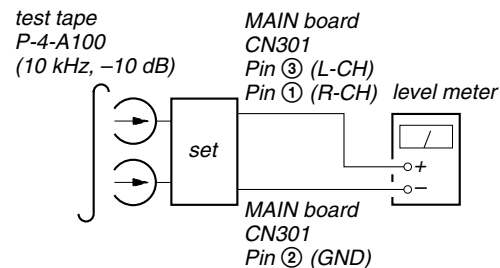 test tape
P-4-A100
(10 kHz, –10 dB)
MAIN board
CN301
Pin ③ (L-CH)
Pin ① (R-CH)
level meter
set
+
–
MAIN board
CN301
Pin ② (GND)